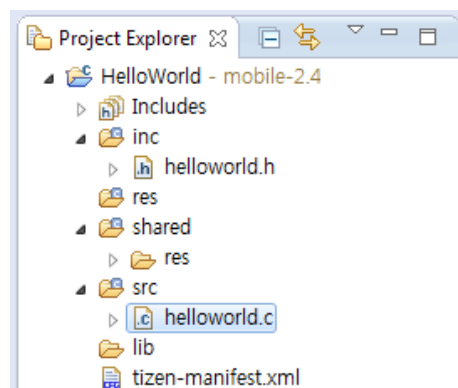 Project Explorer
HelloWorld - mobile-2.4
Includes
inc
helloworld.h
res
shared
res
src
helloworld.c
lib
tizen-manifest.xml